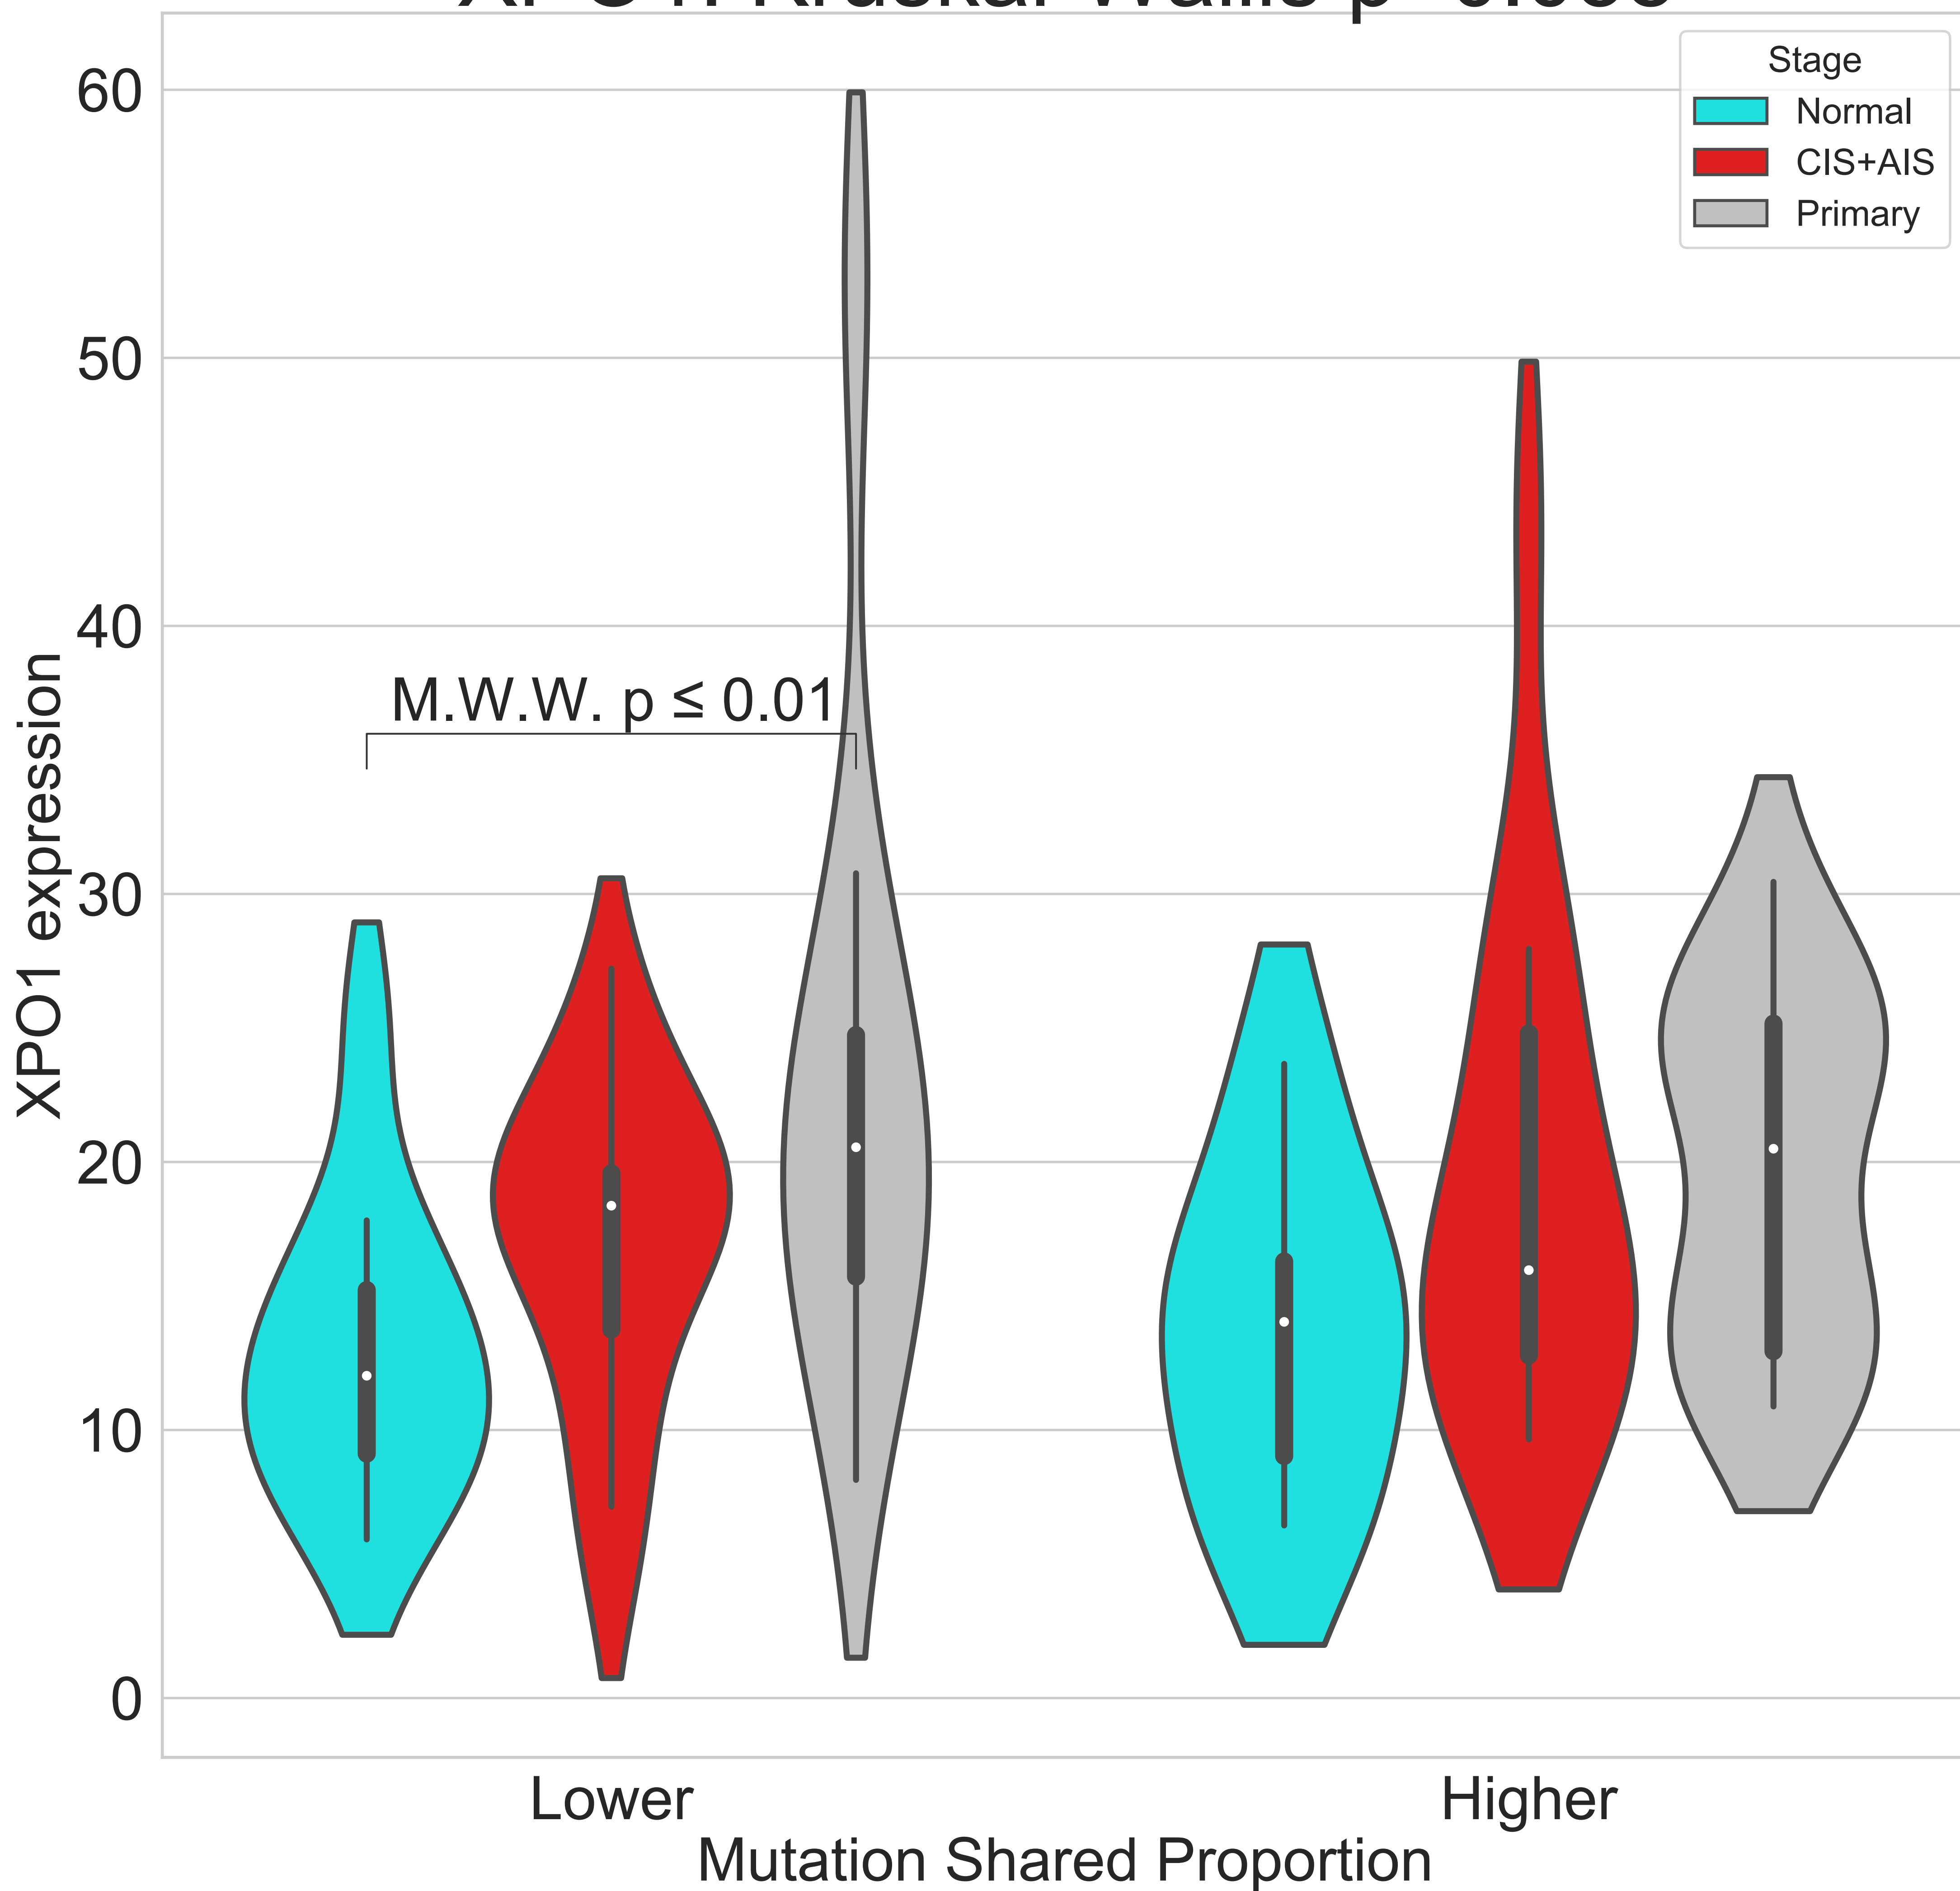 60
50
40
30
20
10
0
XPO1 expression
Stage
Normal
CIS+AIS
Primary
M.W.W. p ≤ 0.01
Lower
Higher
Mutation Shared Proportion